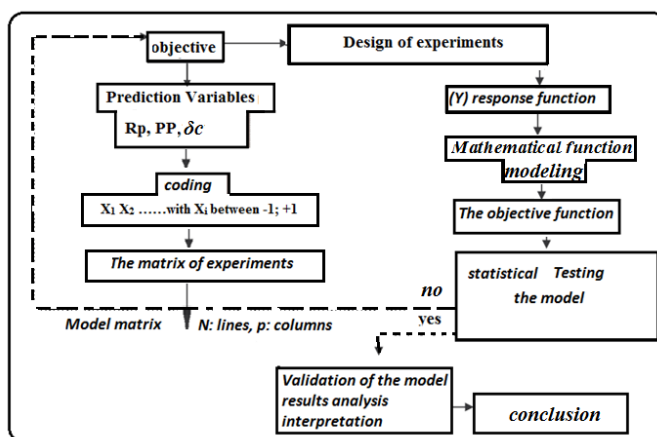 objective
Design of experiments
Prediction Variables
Rp, PP, δc
coding
X1 X2 ......with Xi between -1; +1
The matrix of experiments
Model matrix
N: lines, p: columns
(Y) response function
Mathematical function
modeling
The objective function
statistical Testing
the model
no
yes
Validation of the model
results analysis
interpretation
conclusion